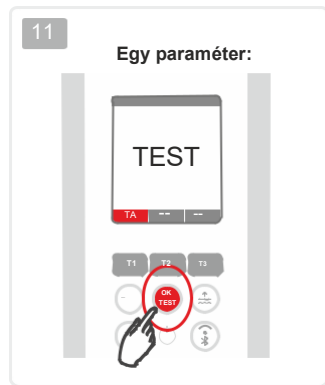 11
Egy paraméter:
TEST
TA -- --
T1 T2 T3
OK
TEST